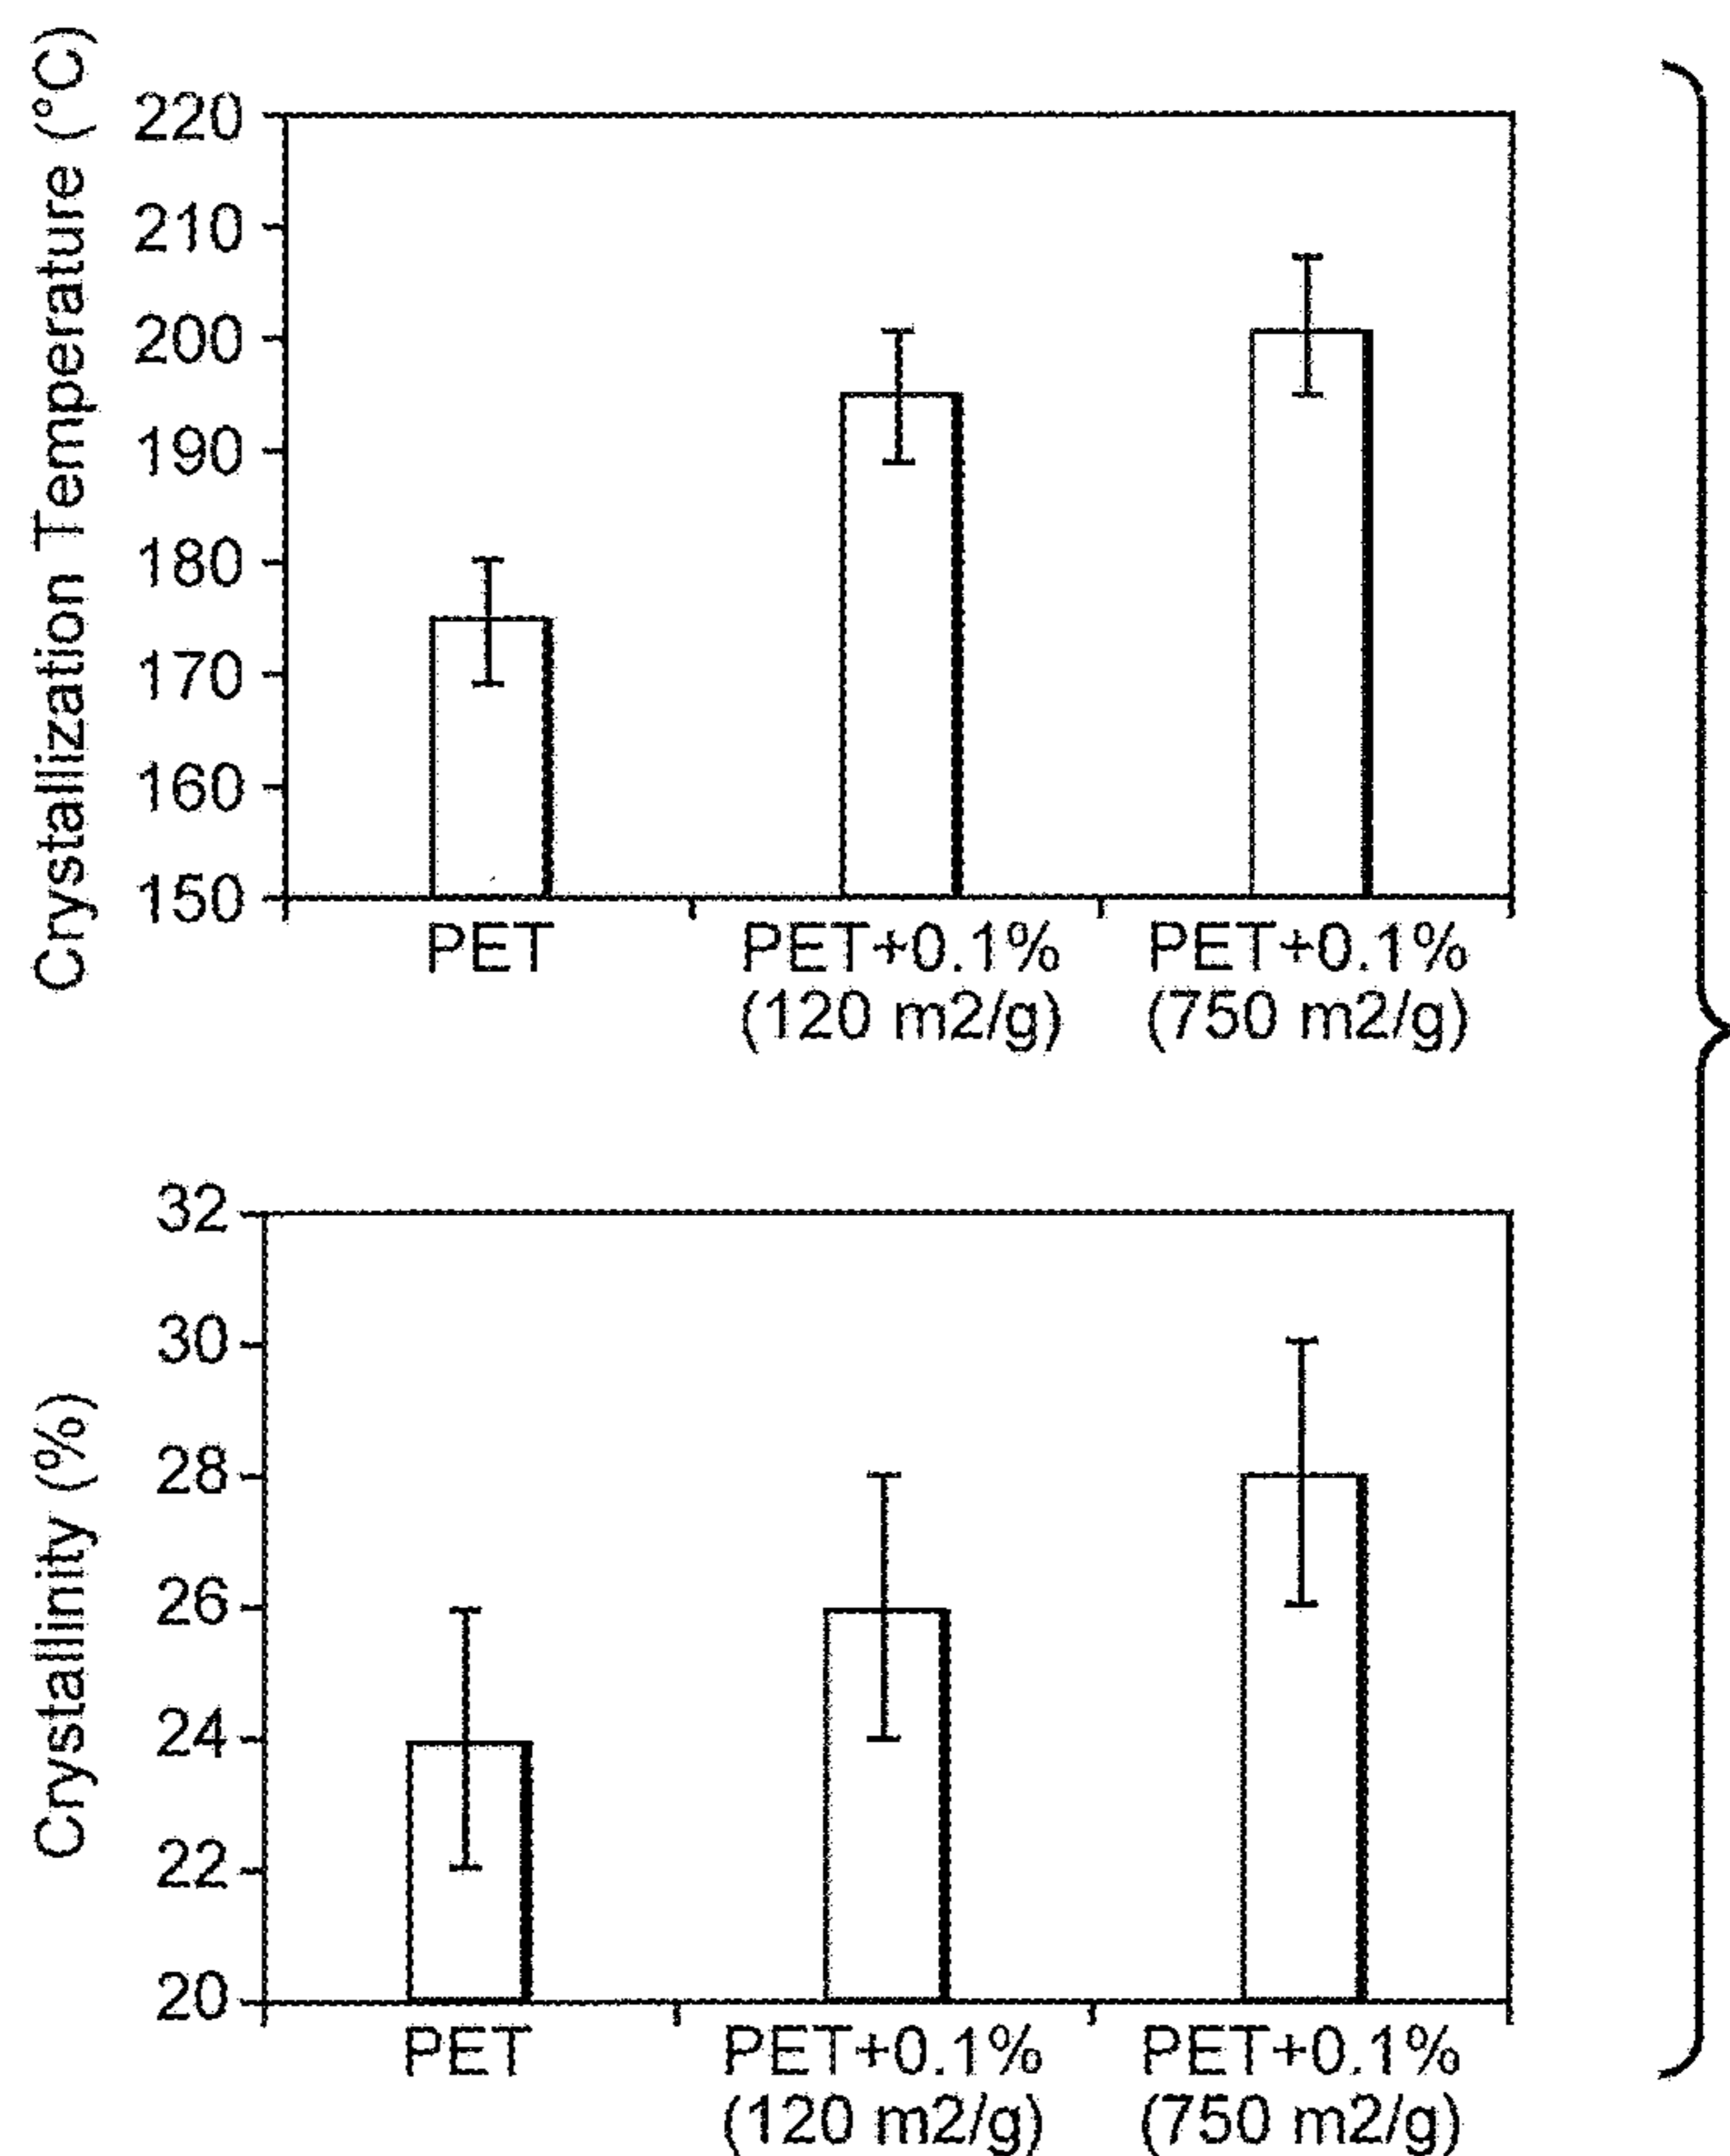 Crystallization Temperature (°C)
220
210
200
190
180
170
160
150
PET
PET+0.1%
(120 m2/g)
PET+0.1%
(750 m2/g)
Crystallinity (%)
32
30
28
26
24
22
20
PET
PET+0.1%
(120 m2/g)
PET+0.1%
(750 m2/g)